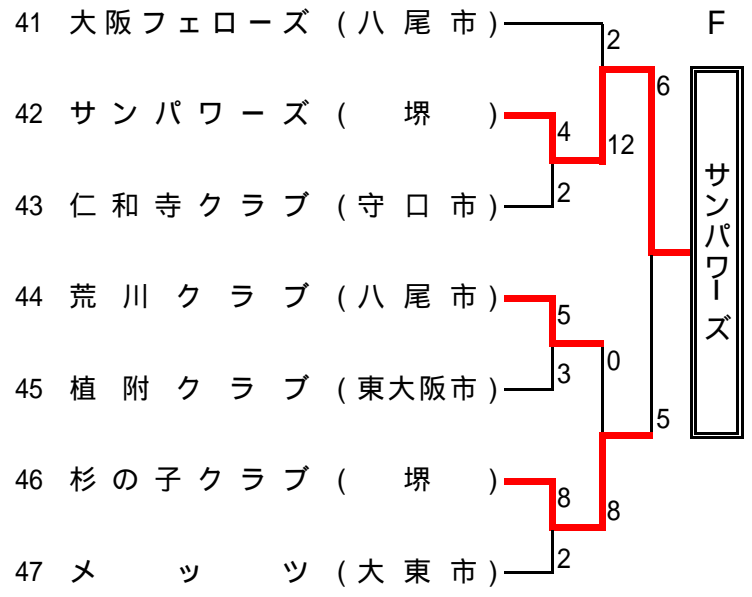 41 大阪フェローズ (八尾市)
2
F
42 サンパワーズ ( 堺 )
4
12
6
43 仁和寺クラブ (守口市)
2
サンパワーズ
44 荒川クラブ (八尾市)
5
0
45 植附クラブ (東大阪市)
3
5
46 杉の子クラブ ( 堺 )
8
8
47 メッツ (大東市)
2